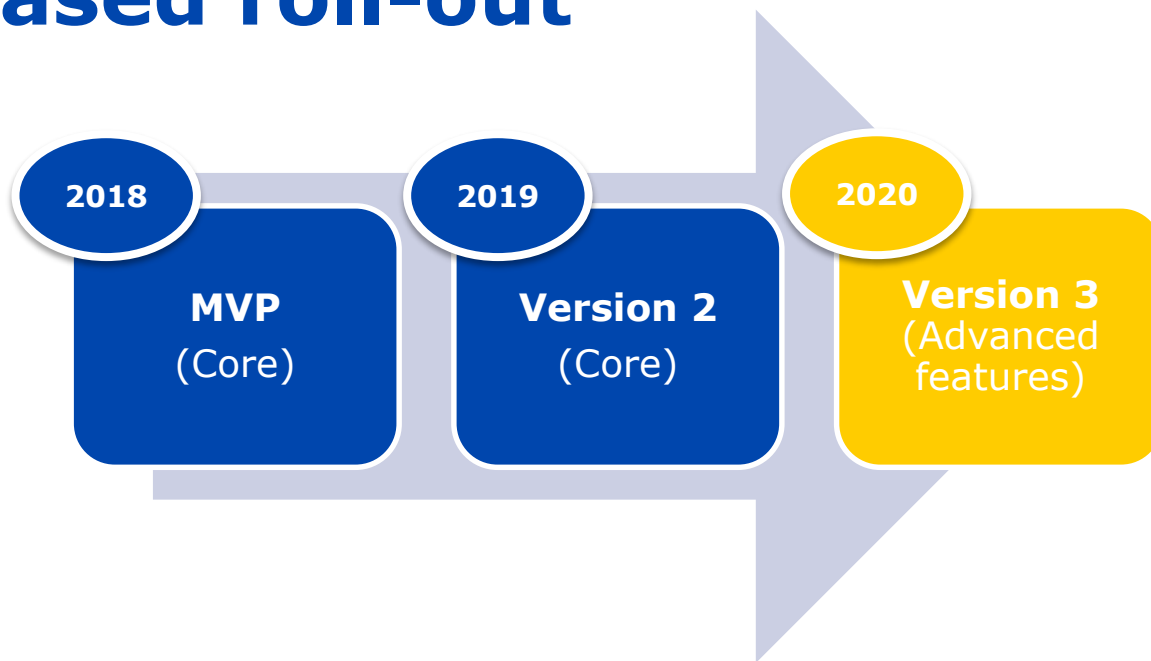 ased roll-out
2018
2019
2020
MVP
(Core)
Version 2
(Core)
Version 3
(Advanced
features)